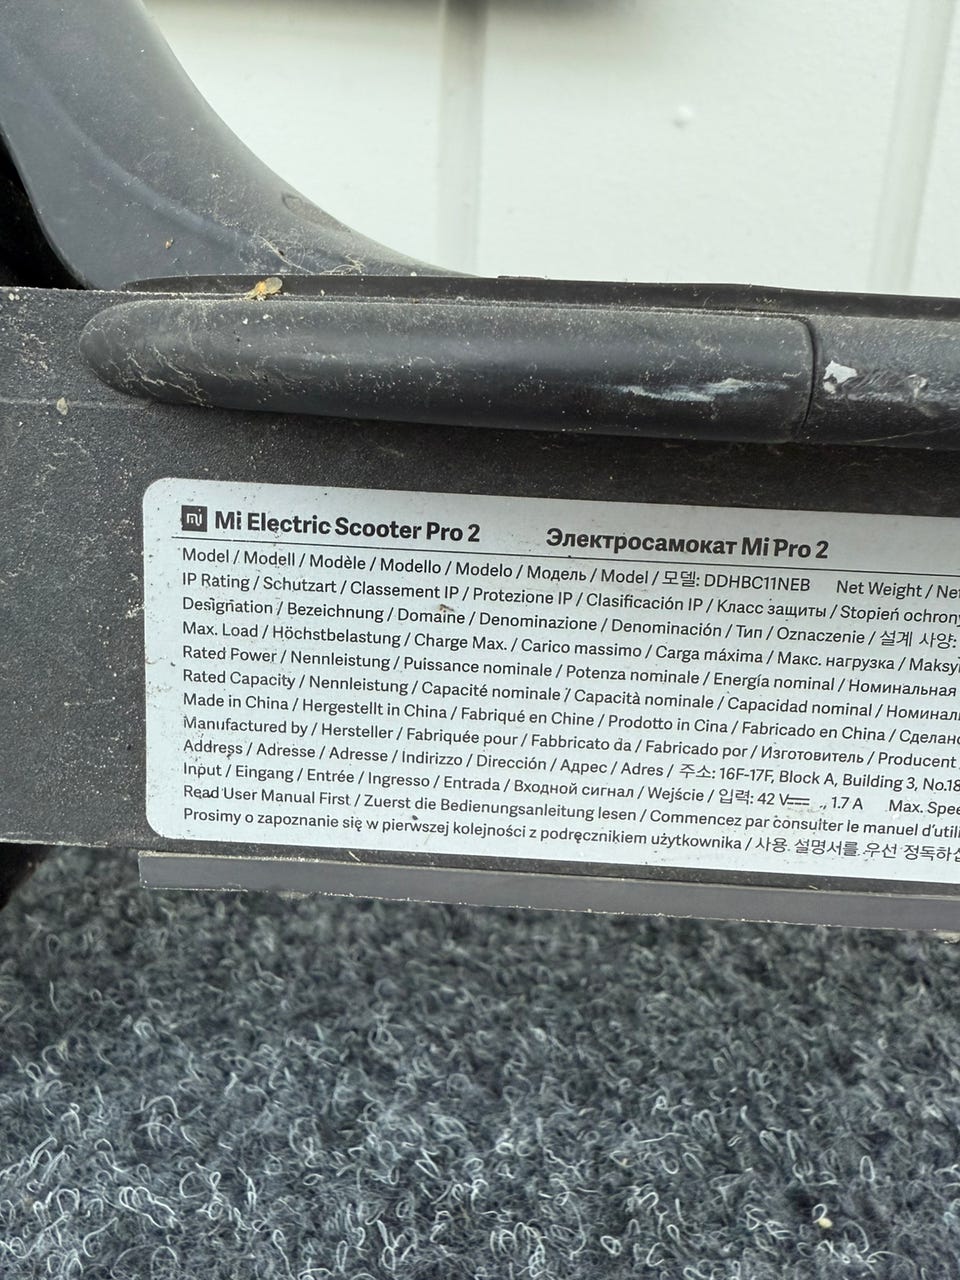 mi Mi Electric Scooter Pro 2 Электросамокат Mi Pro 2
Model / Modell / Modèle / Modello / Modelo / Модель / Model / 모델: DDHBC11NEB Net Weight / Net
IP Rating / Schutzart / Classement IP / Protezione IP / Clasificación IP / Класс защиты / Stopień ochrony
Designation / Bezeichnung / Domaine / Denominazione / Denominación / Тип / Oznaczenie / 설계 사양:
Max. Load / Höchstbelastung / Charge Max. / Carico massimo / Carga máxima / Макс. нагрузка / Maksy
Rated Power / Nennleistung / Puissance nominale / Potenza nominale / Energía nominal / Номинальная
Rated Capacity / Nennleistung / Capacité nominale / Capacità nominale / Capacidad nominal / Номинал
Made in China / Hergestellt in China / Fabriqué en Chine / Prodotto in Cina / Fabricado en China / Сделано
Manufactured by / Hersteller / Fabriquée pour / Fabbricato da / Fabricado por / Изготовитель / Producent
Address / Adresse / Adresse / Indirizzo / Dirección / Адрес / Adres / 주소: 16F-17F, Block A, Building 3, No.18
Input / Eingang / Entrée / Ingresso / Entrada / Входной сигнал / Wejście / 입력: 42 V⎓ , 1.7 A Max. Spee
Read User Manual First / Zuerst die Bedienungsanleitung lesen / Commencez par consulter le manuel d'utili
Prosimy o zapoznanie się w pierwszej kolejności z podręcznikiem użytkownika / 사용 설명서를 우선 정독하십